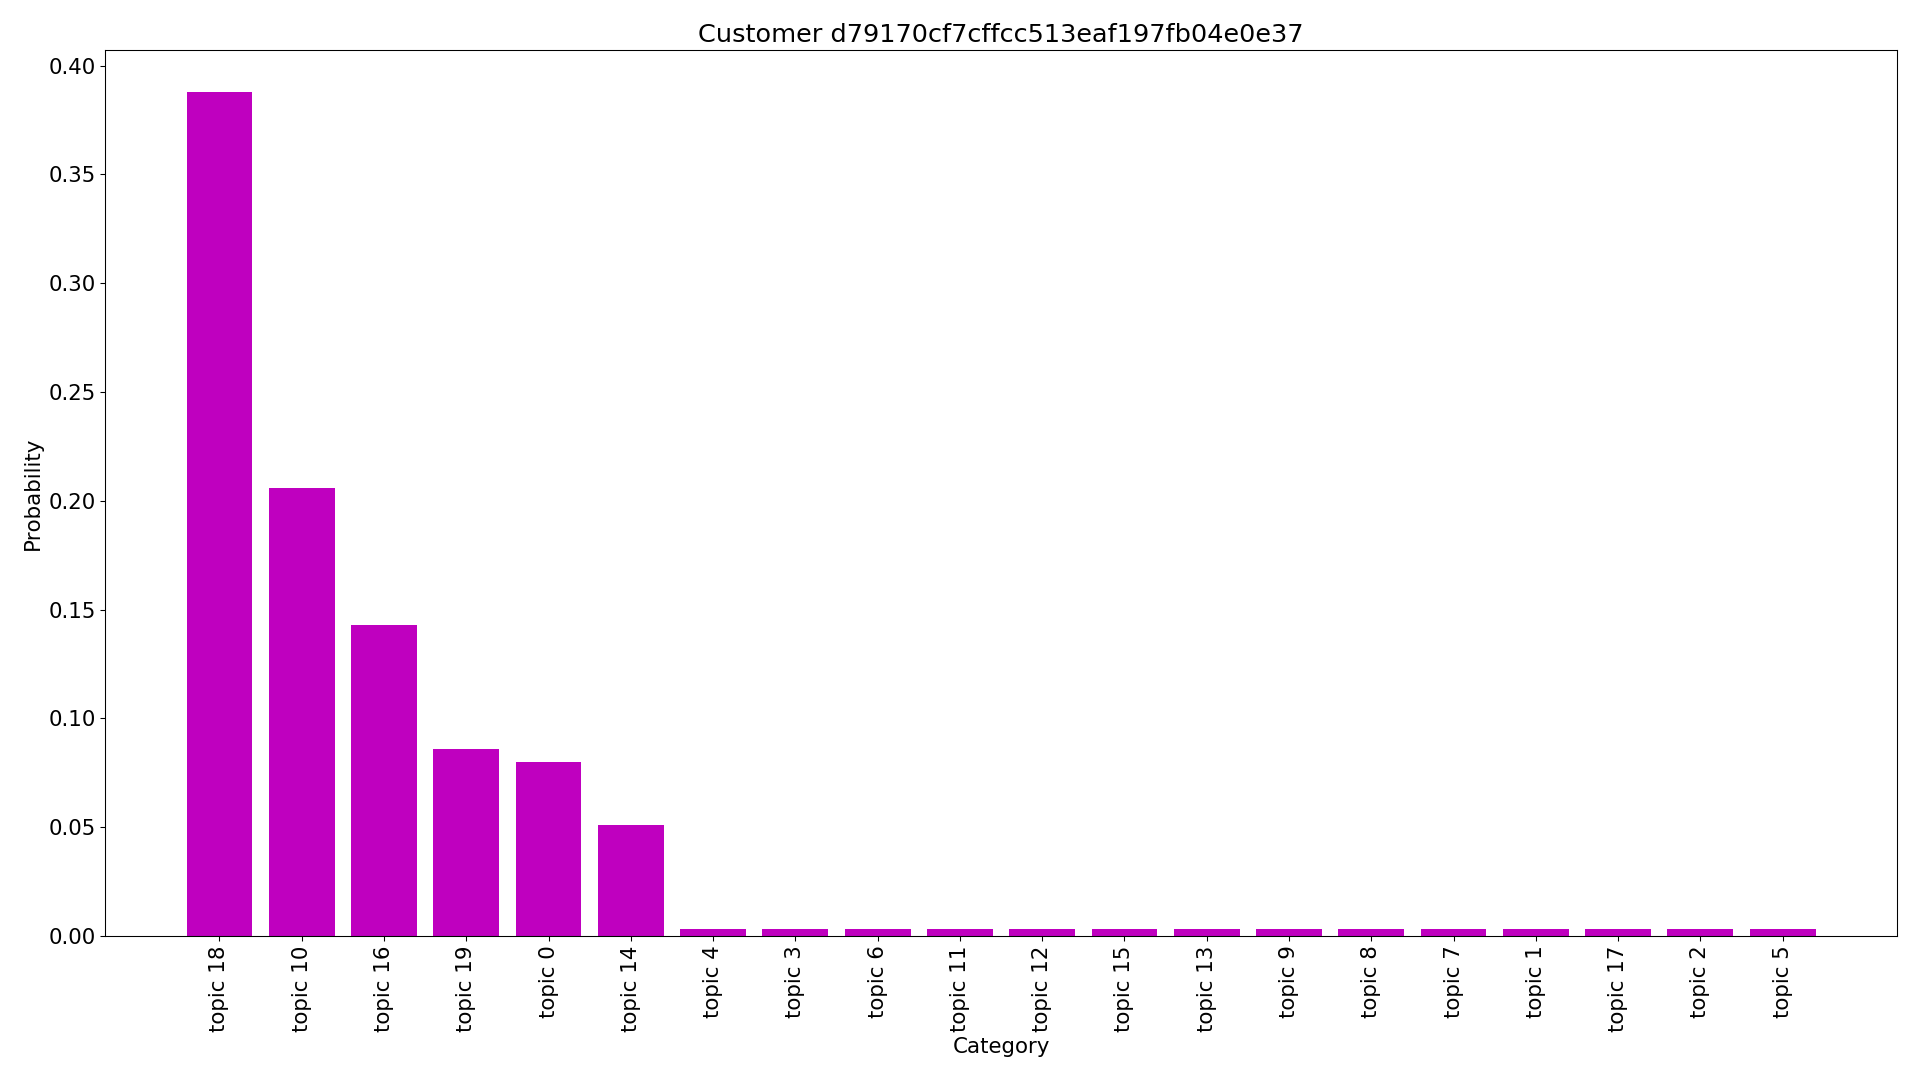 Customer d79170cf7cffcc513eaf197fb04e0e37
0.40
0.35
0.30
0.25
0.20
0.15
0.10
0.05
0.00
Probability
topic 18
topic 10
topic 16
topic 19
topic 0
topic 14
topic 4
topic 3
topic 6
topic 11
topic 12
topic 15
topic 13
topic 9
topic 8
topic 7
topic 1
topic 17
topic 2
topic 5
Category